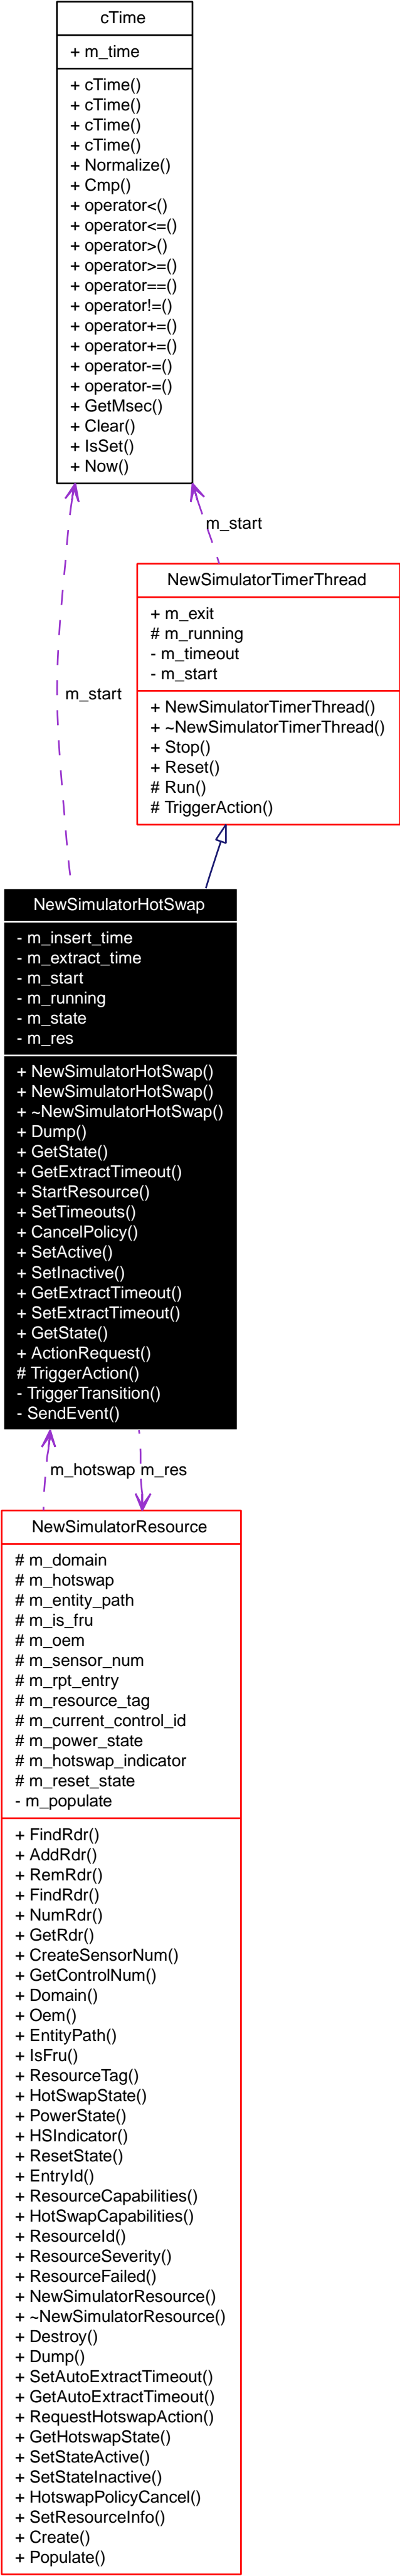 cTime
+ m_time
+ cTime()
+ cTime()
+ cTime()
+ cTime()
+ Normalize()
+ Cmp()
+ operator<()
+ operator<=()
+ operator>()
+ operator>=()
+ operator==()
+ operator!=()
+ operator+=()
+ operator+=()
+ operator-=()
+ operator-=()
+ GetMsec()
+ Clear()
+ IsSet()
+ Now()
m_start
NewSimulatorTimerThread
+ m_exit
# m_running
- m_timeout
- m_start
+ NewSimulatorTimerThread()
+ ~NewSimulatorTimerThread()
+ Stop()
+ Reset()
# Run()
# TriggerAction()
m_start
NewSimulatorHotSwap
- m_insert_time
- m_extract_time
- m_start
- m_running
- m_state
- m_res
+ NewSimulatorHotSwap()
+ NewSimulatorHotSwap()
+ ~NewSimulatorHotSwap()
+ Dump()
+ GetState()
+ GetExtractTimeout()
+ StartResource()
+ SetTimeouts()
+ CancelPolicy()
+ SetActive()
+ SetInactive()
+ GetExtractTimeout()
+ SetExtractTimeout()
+ GetState()
+ ActionRequest()
# TriggerAction()
- TriggerTransition()
- SendEvent()
m_hotswap m_res
NewSimulatorResource
# m_domain
# m_hotswap
# m_entity_path
# m_is_fru
# m_oem
# m_sensor_num
# m_rpt_entry
# m_resource_tag
# m_current_control_id
# m_power_state
# m_hotswap_indicator
# m_reset_state
- m_populate
+ FindRdr()
+ AddRdr()
+ RemRdr()
+ FindRdr()
+ NumRdr()
+ GetRdr()
+ CreateSensorNum()
+ GetControlNum()
+ Domain()
+ Oem()
+ EntityPath()
+ IsFru()
+ ResourceTag()
+ HotSwapState()
+ PowerState()
+ HSIndicator()
+ ResetState()
+ EntryId()
+ ResourceCapabilities()
+ HotSwapCapabilities()
+ ResourceId()
+ ResourceSeverity()
+ ResourceFailed()
+ NewSimulatorResource()
+ ~NewSimulatorResource()
+ Destroy()
+ Dump()
+ SetAutoExtractTimeout()
+ GetAutoExtractTimeout()
+ RequestHotswapAction()
+ GetHotswapState()
+ SetStateActive()
+ SetStateInactive()
+ HotswapPolicyCancel()
+ SetResourceInfo()
+ Create()
+ Populate()